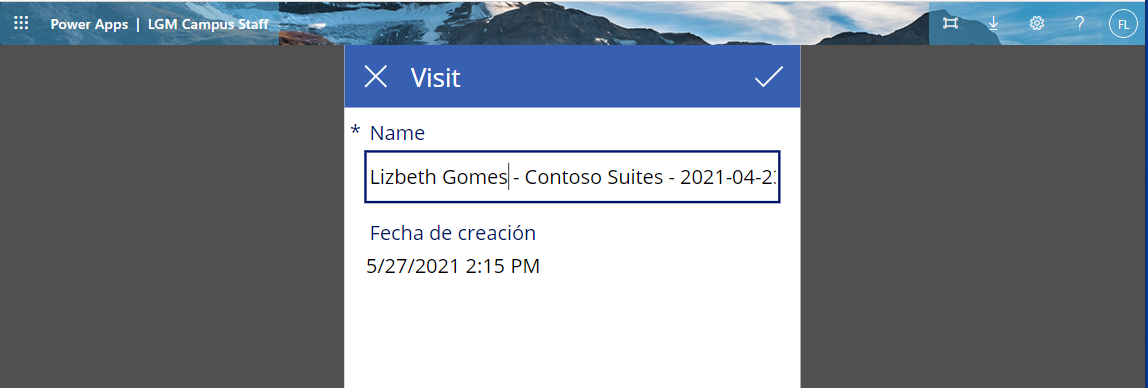 Power Apps | LGM Campus Staff
? FL
Visit
* Name
Lizbeth Gomes - Contoso Suites - 2021-04-2
Fecha de creación
5/27/2021 2:15 PM